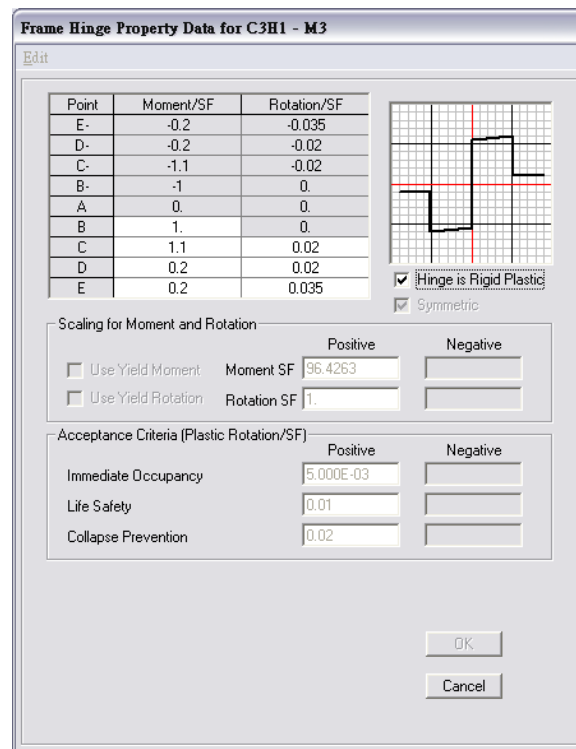 Frame Hinge Property Data for C3H1 - M3
Edit
Point Moment/SF Rotation/SF
E- -0.2 -0.035
D- -0.2 -0.02
C- -1.1 -0.02
B- -1 0.
A 0. 0.
B 1. 0.
C 1.1 0.02
D 0.2 0.02
E 0.2 0.035
Hinge is Rigid Plastic
Symmetric
Scaling for Moment and Rotation
Positive Negative
Use Yield Moment Moment SF 96.4263
Use Yield Rotation Rotation SF 1.
Acceptance Criteria (Plastic Rotation/SF)
Positive Negative
Immediate Occupancy 5.000E-03
Life Safety 0.01
Collapse Prevention 0.02
OK
Cancel